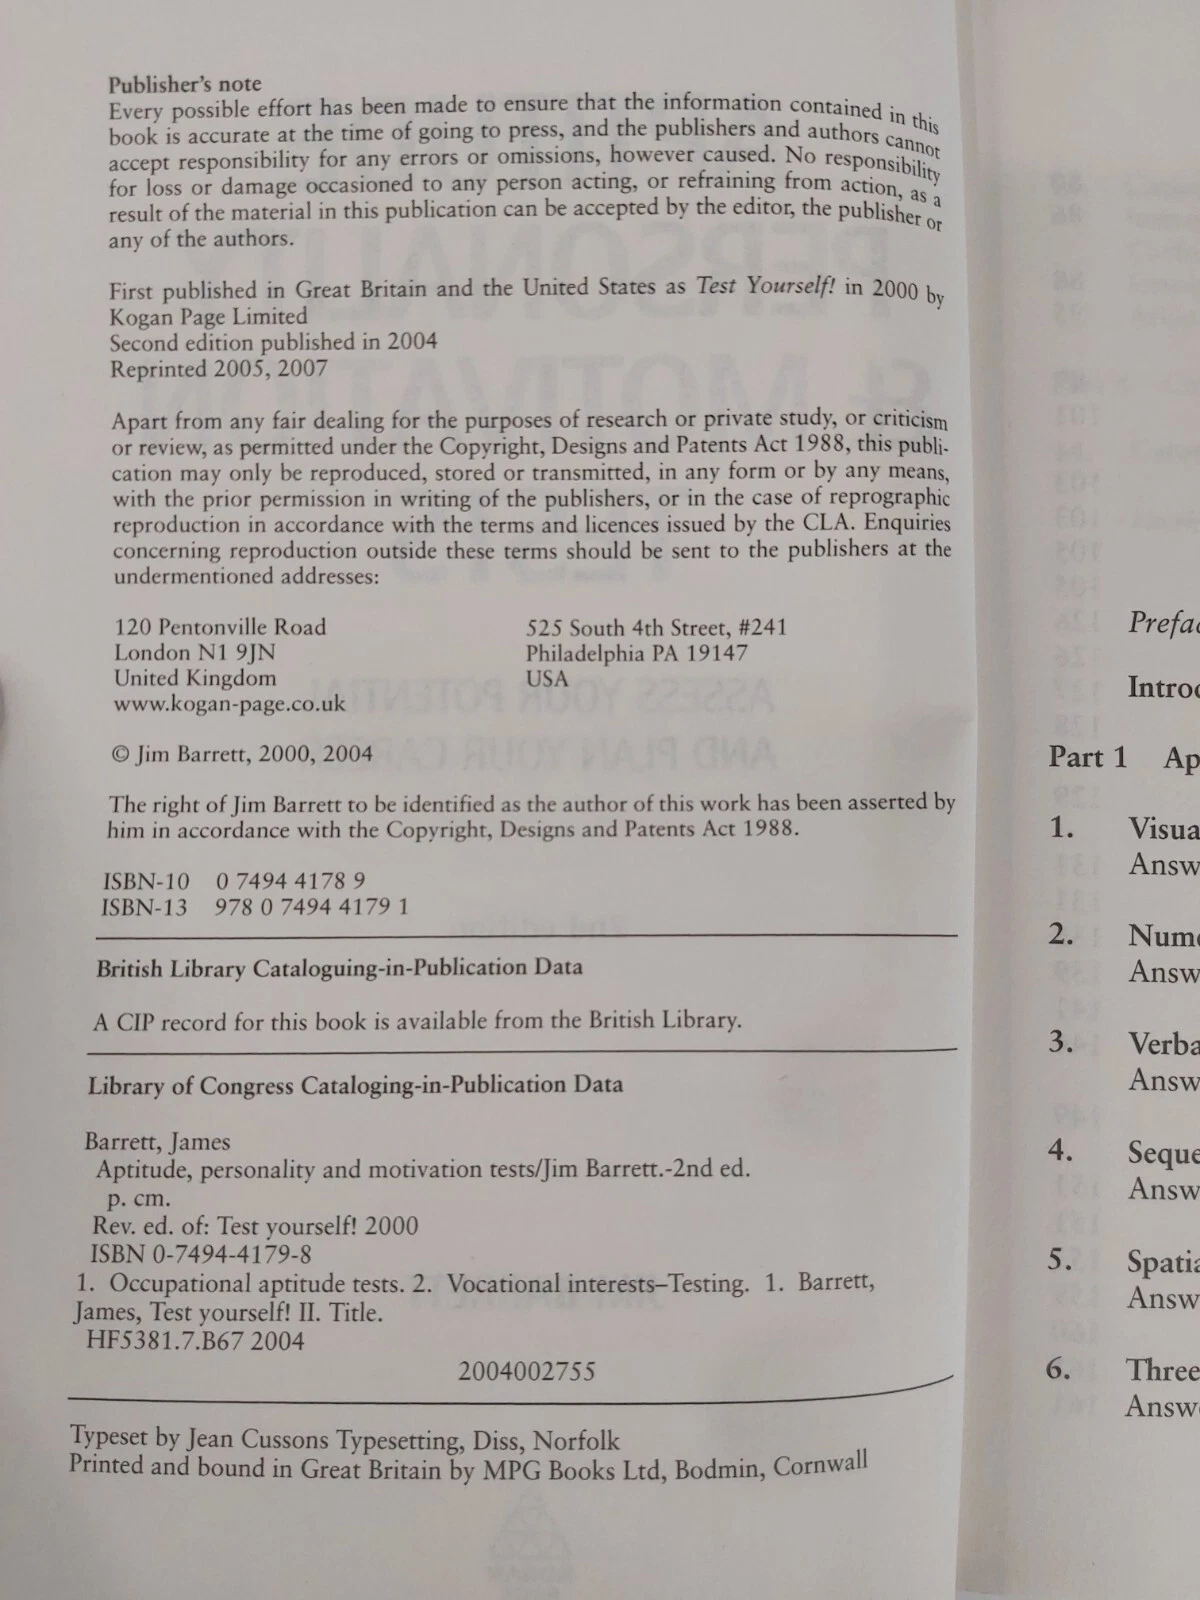 Publisher's note
Every possible effort has been made to ensure that the information contained in this
book is accurate at the time of going to press, and the publishers and authors cannot
accept responsibility for any errors or omissions, however caused. No responsibility
for loss or damage occasioned to any person acting, or refraining from action, as a
result of the material in this publication can be accepted by the editor, the publisher or
any of the authors.
First published in Great Britain and the United States as Test Yourself! in 2000 by
Kogan Page Limited
Second edition published in 2004
Reprinted 2005, 2007
Apart from any fair dealing for the purposes of research or private study, or criticism
or review, as permitted under the Copyright, Designs and Patents Act 1988, this publi-
cation may only be reproduced, stored or transmitted, in any form or by any means,
with the prior permission in writing of the publishers, or in the case of reprographic
reproduction in accordance with the terms and licences issued by the CLA. Enquiries
concerning reproduction outside these terms should be sent to the publishers at the
undermentioned addresses:
120 Pentonville Road
London N1 9JN
United Kingdom
www.kogan-page.co.uk
525 South 4th Street, #241
Philadelphia PA 19147
USA
© Jim Barrett, 2000, 2004
The right of Jim Barrett to be identified as the author of this work has been asserted by
him in accordance with the Copyright, Designs and Patents Act 1988.
ISBN-10 0 7494 4178 9
ISBN-13 978 0 7494 4179 1
British Library Cataloguing-in-Publication Data
A CIP record for this book is available from the British Library.
Library of Congress Cataloging-in-Publication Data
Barrett, James
Aptitude, personality and motivation tests/Jim Barrett.-2nd ed.
p. cm.
Rev. ed. of: Test yourself! 2000
ISBN 0-7494-4179-8
1. Occupational aptitude tests. 2. Vocational interests–Testing. 1. Barrett,
James, Test yourself! II. Title.
HF5381.7.B67 2004
2004002755
Typeset by Jean Cussons Typesetting, Diss, Norfolk
Printed and bound in Great Britain by MPG Books Ltd, Bodmin, Cornwall
Prefac
Introd
Part 1 Ap
1. Visua
Answ
2. Nume
Answ
3. Verba
Answ
4. Seque
Answ
5. Spatia
Answ
6. Three
Answ